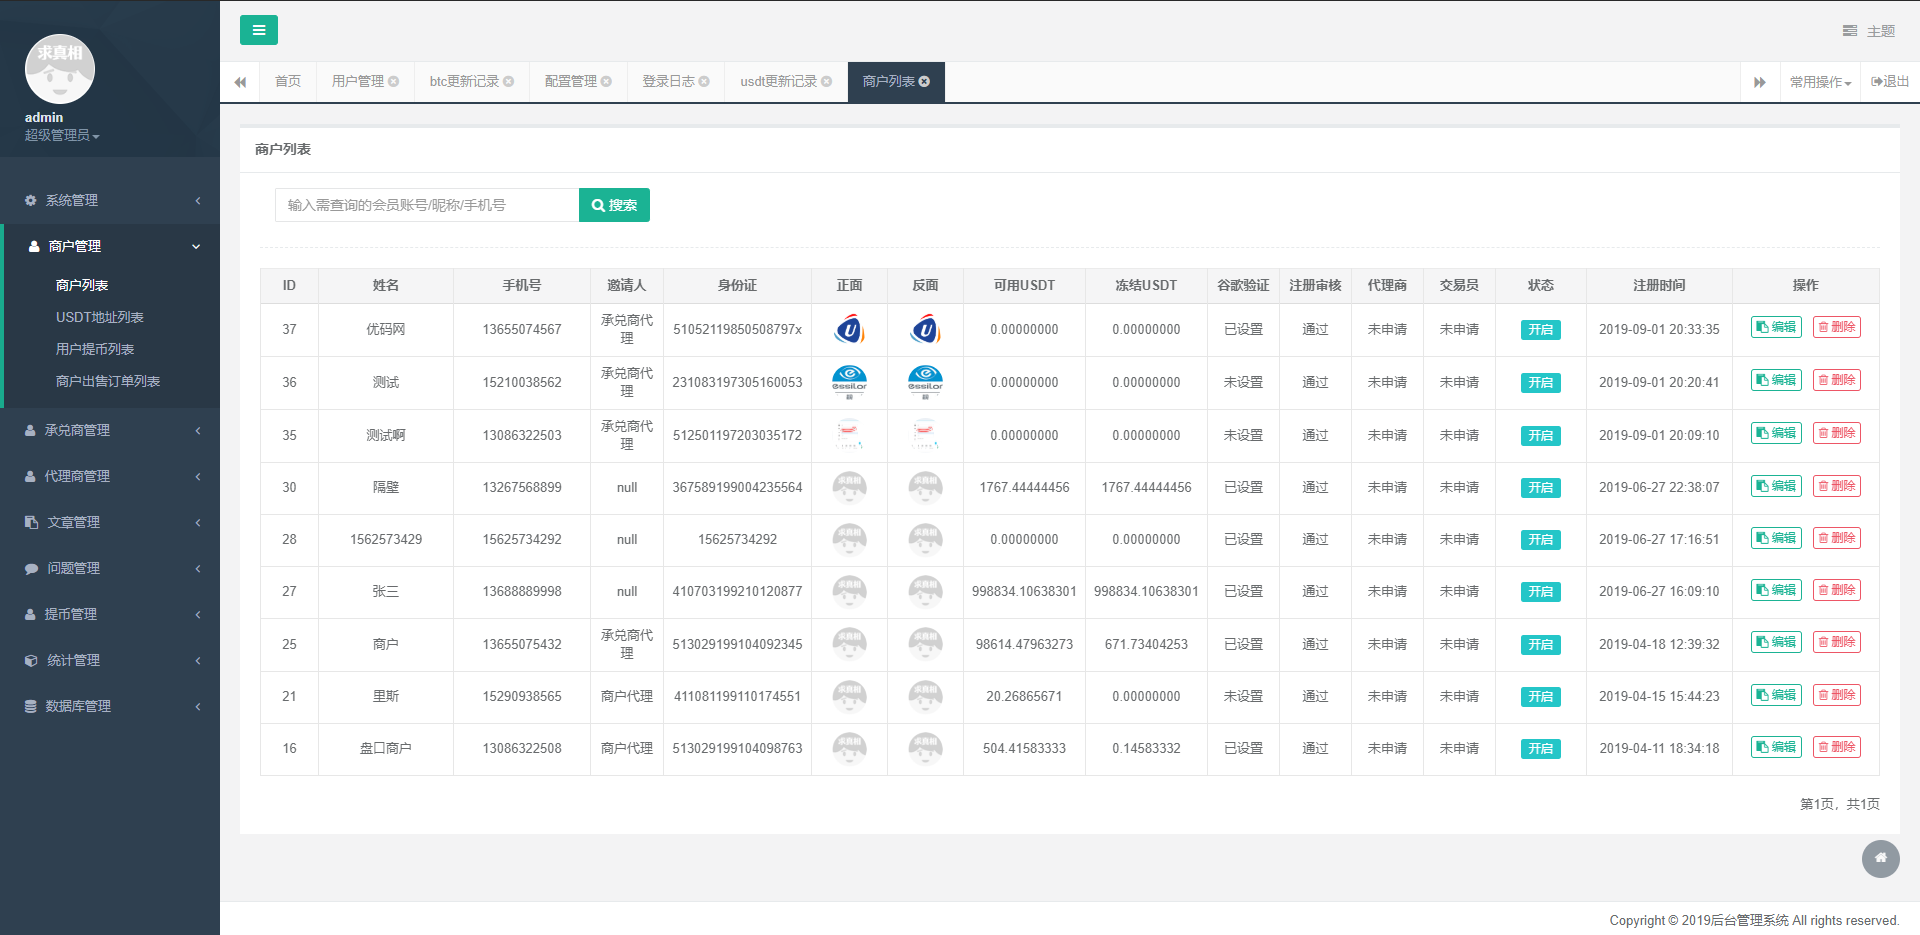 求真相
admin
超级管理员
系统管理
商户管理
商户列表
USDT地址列表
用户提币列表
商户出售订单列表
承兑商管理
代理商管理
文章管理
问题管理
提币管理
统计管理
数据库管理
主题
首页 用户管理 btc更新记录 配置管理 登录日志 usdt更新记录 商户列表 常用操作 退出
商户列表
输入需查询的会员账号/昵称/手机号 搜索
ID 姓名 手机号 邀请人 身份证 正面 反面 可用USDT 冻结USDT 谷歌验证 注册审核 代理商 交易员 状态 注册时间 操作
37 优码网 13655074567 承兑商代理 51052119850508797x U U 0.00000000 0.00000000 已设置 通过 未申请 未申请 开启 2019-09-01 20:33:35 编辑 删除
36 测试 15210038562 承兑商代理 231083197305160053 essilor essilor 0.00000000 0.00000000 未设置 通过 未申请 未申请 开启 2019-09-01 20:20:41 编辑 删除
35 测试啊 13086322503 承兑商代理 512501197203035172 0.00000000 0.00000000 未设置 通过 未申请 未申请 开启 2019-09-01 20:09:10 编辑 删除
30 隔壁 13267568899 null 367589199004235564 求真相 求真相 1767.44444456 1767.44444456 已设置 通过 未申请 未申请 开启 2019-06-27 22:38:07 编辑 删除
28 1562573429 15625734292 null 15625734292 求真相 求真相 0.00000000 0.00000000 已设置 通过 未申请 未申请 开启 2019-06-27 17:16:51 编辑 删除
27 张三 13688889998 null 410703199210120877 求真相 求真相 998834.10638301 998834.10638301 已设置 通过 未申请 未申请 开启 2019-06-27 16:09:10 编辑 删除
25 商户 13655075432 承兑商代理 513029199104092345 求真相 求真相 98614.47963273 671.73404253 已设置 通过 未申请 未申请 开启 2019-04-18 12:39:32 编辑 删除
21 里斯 15290938565 商户代理 411081199110174551 求真相 求真相 20.26865671 0.00000000 未设置 通过 未申请 未申请 开启 2019-04-15 15:44:23 编辑 删除
16 盘口商户 13086322508 商户代理 513029199104098763 求真相 求真相 504.41583333 0.14583332 已设置 通过 未申请 未申请 开启 2019-04-11 18:34:18 编辑 删除
第1页，共1页
Copyright © 2019后台管理系统 All rights reserved.